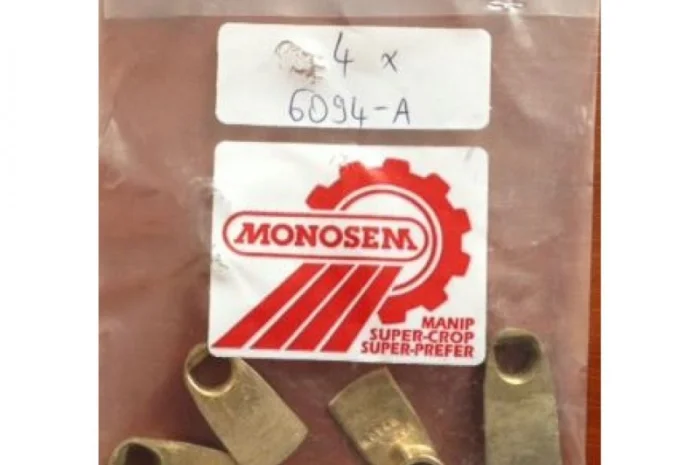 4 x
6094-A
MONOSEM
MANIP
SUPER-CROP
SUPER-PREFER